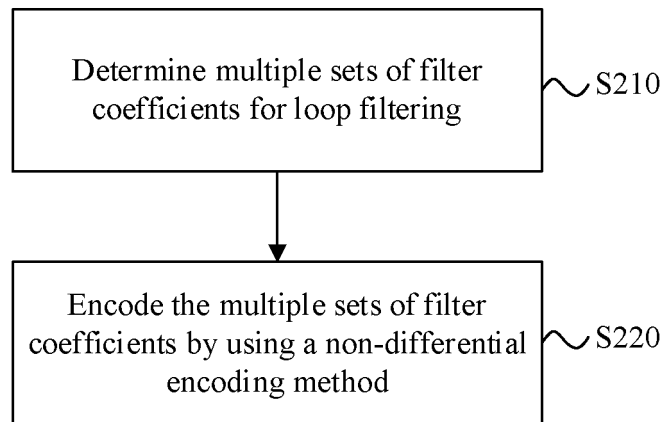 Determine multiple sets of filter
coefficients for loop filtering
S210
Encode the multiple sets of filter
coefficients by using a non-differential
encoding method
S220